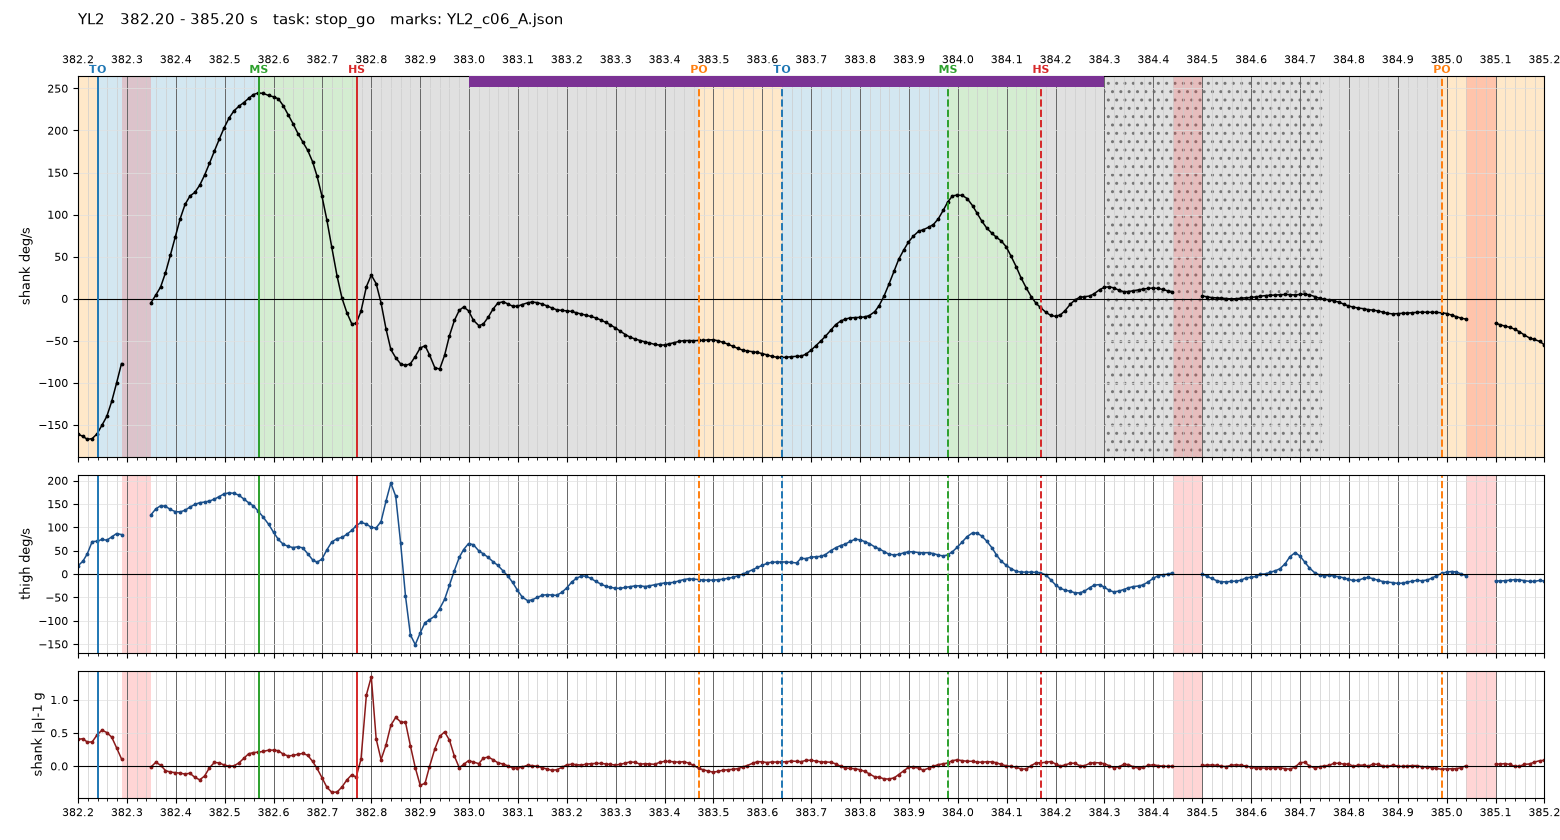 YL2 382.20 - 385.20 s task: stop_go marks: YL2_c06_A.json
382.2 382.3 382.4 382.5 382.6 382.7 382.8 382.9 383.0 383.1 383.2 383.3 383.4 383.5 383.6 383.7 383.8 383.9 384.0 384.1 384.2 384.3 384.4 384.5 384.6 384.7 384.8 384.9 385.0 385.1 385.2
TO MS HS PO TO MS HS PO
250
200
150
100
50
0
−50
−100
−150
shank deg/s
200
150
100
50
0
−50
−100
−150
thigh deg/s
1.0
0.5
0.0
shank |a|-1 g
382.2 382.3 382.4 382.5 382.6 382.7 382.8 382.9 383.0 383.1 383.2 383.3 383.4 383.5 383.6 383.7 383.8 383.9 384.0 384.1 384.2 384.3 384.4 384.5 384.6 384.7 384.8 384.9 385.0 385.1 385.2